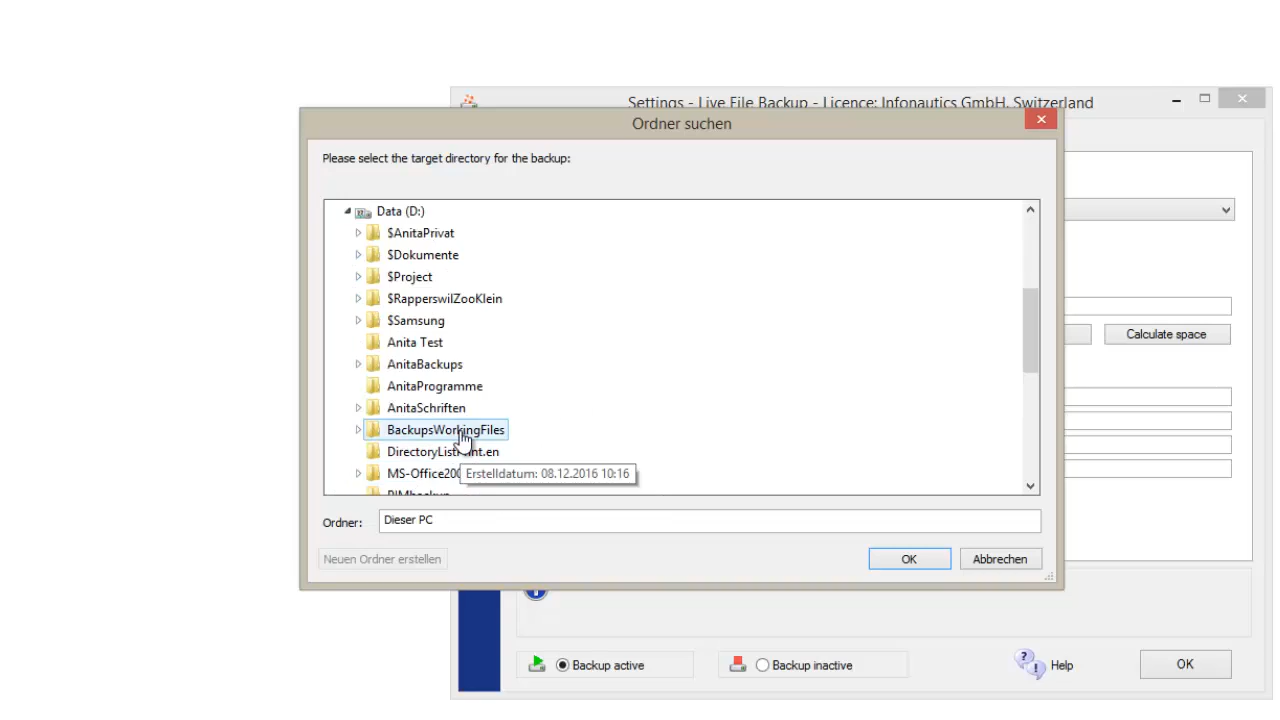 Settings - Live File Backup - Licence: Infonautics GmbH, Switzerland
Ordner suchen
Please select the target directory for the backup:
Data (D:)
$AnitaPrivat
$Dokumente
$Project
$RapperswilZooKlein
$Samsung
Anita Test
AnitaBackups
AnitaProgramme
AnitaSchriften
BackupsWorkingFiles
MS-Office200
Erstelldatum: 08.12.2016 10:16
Calculate space
Ordner: Dieser PC
Neuen Ordner erstellen
OK
Abbrechen
Backup active
Backup inactive
Help
OK